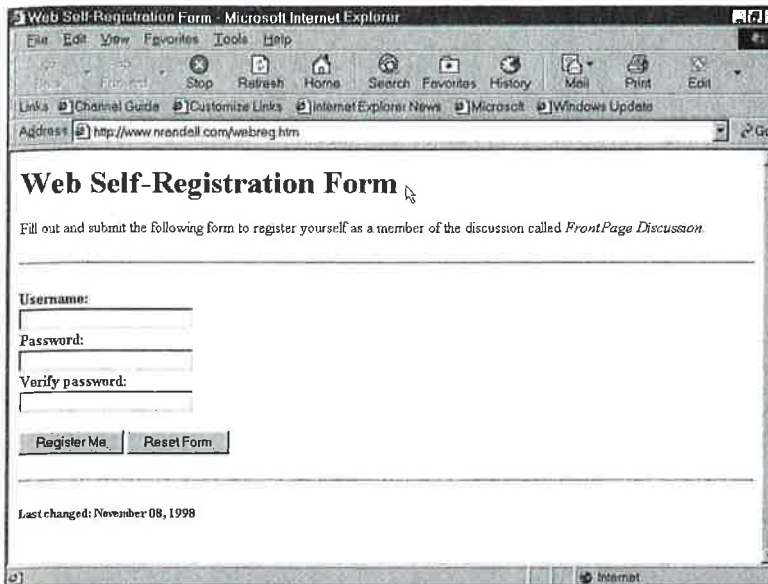 Web Self-Registration Form - Microsoft Internet Explorer
File Edit View Favorites Tools Help
Stop Refresh Home Search Favorites History Mail Print Edit
Links Channel Guide Customize Links Internet Explorer News Microsoft Windows Update
Address http://www.nrandell.com/webreg.htm Go
Web Self-Registration Form
Fill out and submit the following form to register yourself as a member of the discussion called FrontPage Discussion.
Username:
Password:
Verify password:
Register Me Reset Form
Last changed: November 08, 1998
Internet